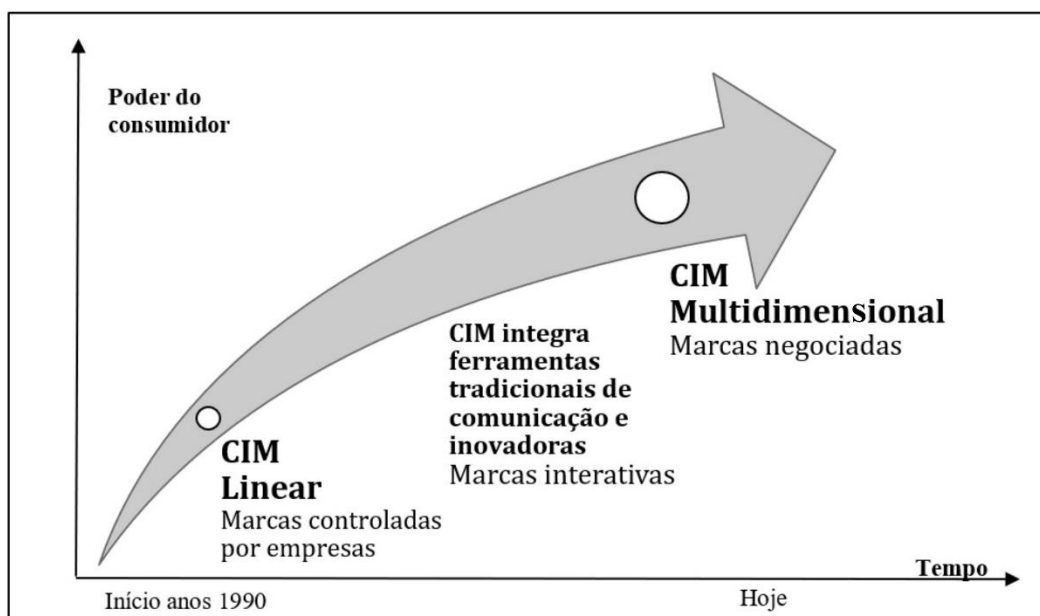 Poder do
consumidor
CIM
Multidimensional
Marcas negociadas
CIM integra
ferramentas
tradicionais de
comunicação e
inovadoras
Marcas interativas
CIM
Linear
Marcas controladas
por empresas
Tempo
Início anos 1990
Hoje